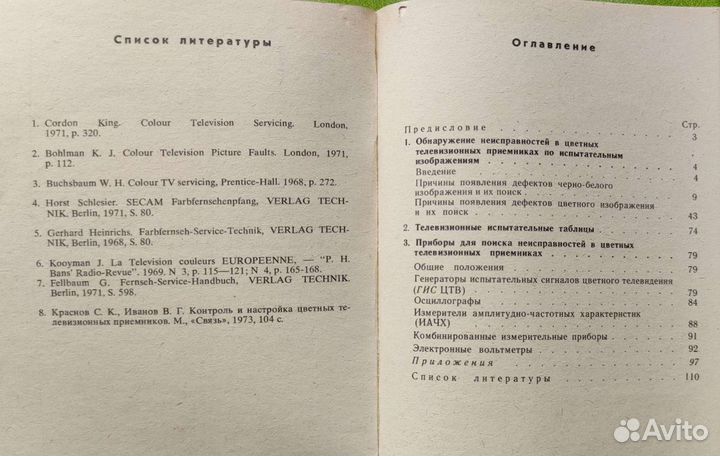 Список литературы
1. Cordon King. Colour Television Servicing. London,
1971, p. 320.
2. Bohlman K. J. Colour Television Picture Faults. London, 1971,
p. 112.
3. Buchsbaum W. H. Colour TV servicing, Prentice-Hall. 1968, p. 272.
4. Horst Schlesier. SECAM Farbfernsehenpfang, VERLAG TECH-
NIK. Berlin, 1971, S. 80.
5. Gerhard Heinrichs. Farbfernseh-Service-Technik, VERLAG TECH-
NIK, Berlin, 1968, S. 80.
6. Kooyman J. La Television couleurs EUROPEENNE, — "P. H.
Bans' Radio-Revue". 1969. N 3, p. 115—121; N 4, p. 165-168.
7. Fellbaum G. Fernseh-Service-Handbuch, VERLAG TECHNIK.
Berlin, 1971, S. 598.
8. Краснов С. К., Иванов В. Г. Контроль и настройка цветных те-
левизионных приемников. М., «Связь», 1973, 104 с.
Оглавление
Стр.
Предисловие . . . 3
1. Обнаружение неисправностей в цветных
телевизионных приемниках по испытательным
изображениям . . . 4
Введение . . . 4
Причины появления дефектов черно-белого
изображения и их поиск . . . 9
Причины появления дефектов цветного изображения
и их поиск . . . 43
2. Телевизионные испытательные таблицы . . . 74
3. Приборы для поиска неисправностей в цветных
телевизионных приемниках . . . 79
Общие положения . . . 79
Генераторы испытательных сигналов цветного телевидения
(ГИС ЦТВ) . . . 79
Осциллографы . . . 84
Измерители амплитудно-частотных характеристик
(ИАЧХ) . . . 88
Комбинированные измерительные приборы . . . 91
Электронные вольтметры . . . 92
Приложения . . . 97
Список литературы . . . 110
Avito